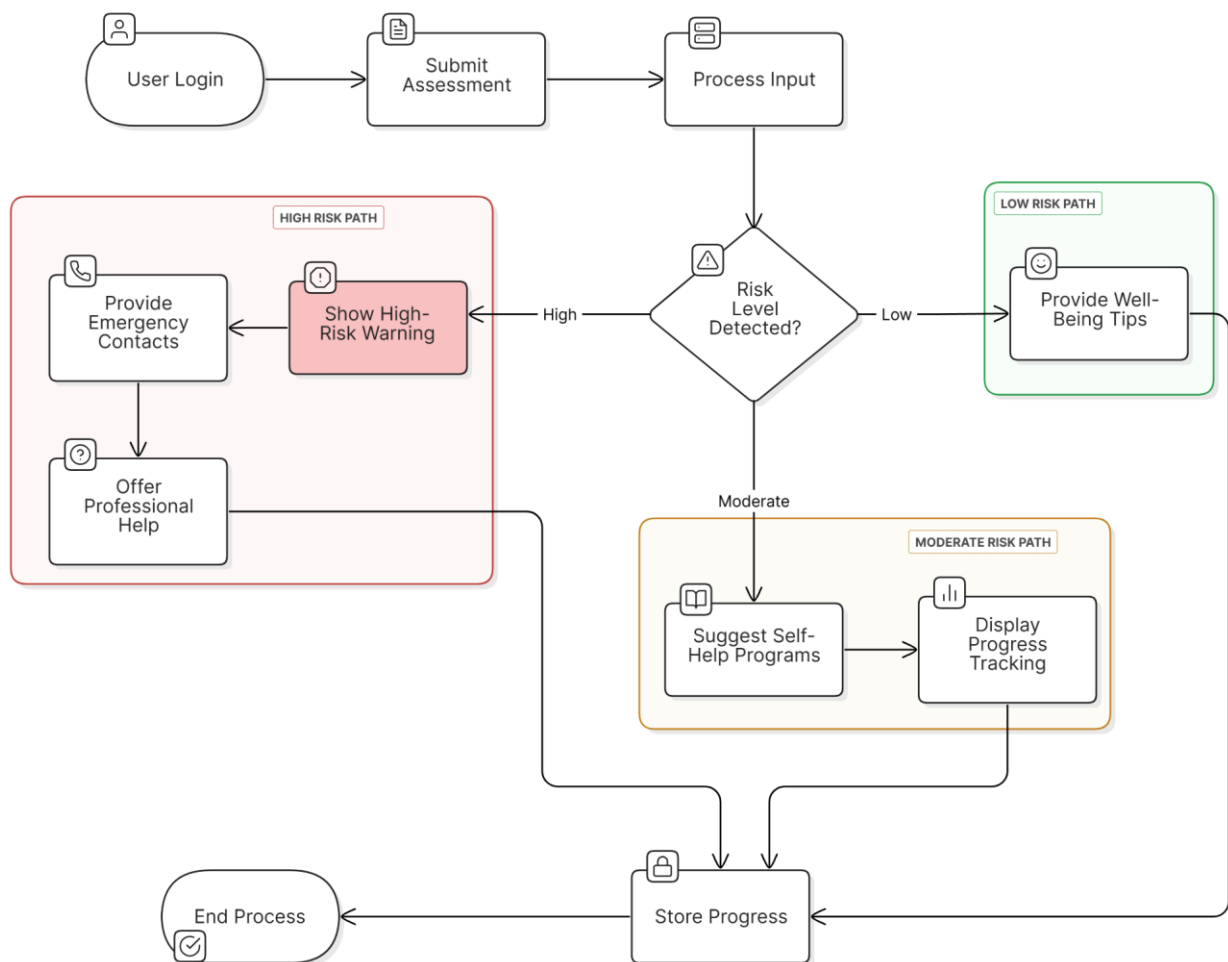 User Login
Submit
Assessment
Process Input
HIGH RISK PATH
LOW RISK PATH
Provide
Emergency
Contacts
Show High-
Risk Warning
High
Risk
Level
Detected?
Low
Provide Well-
Being Tips
Offer
Professional
Help
Moderate
MODERATE RISK PATH
Suggest Self-
Help Programs
Display
Progress
Tracking
End Process
Store Progress